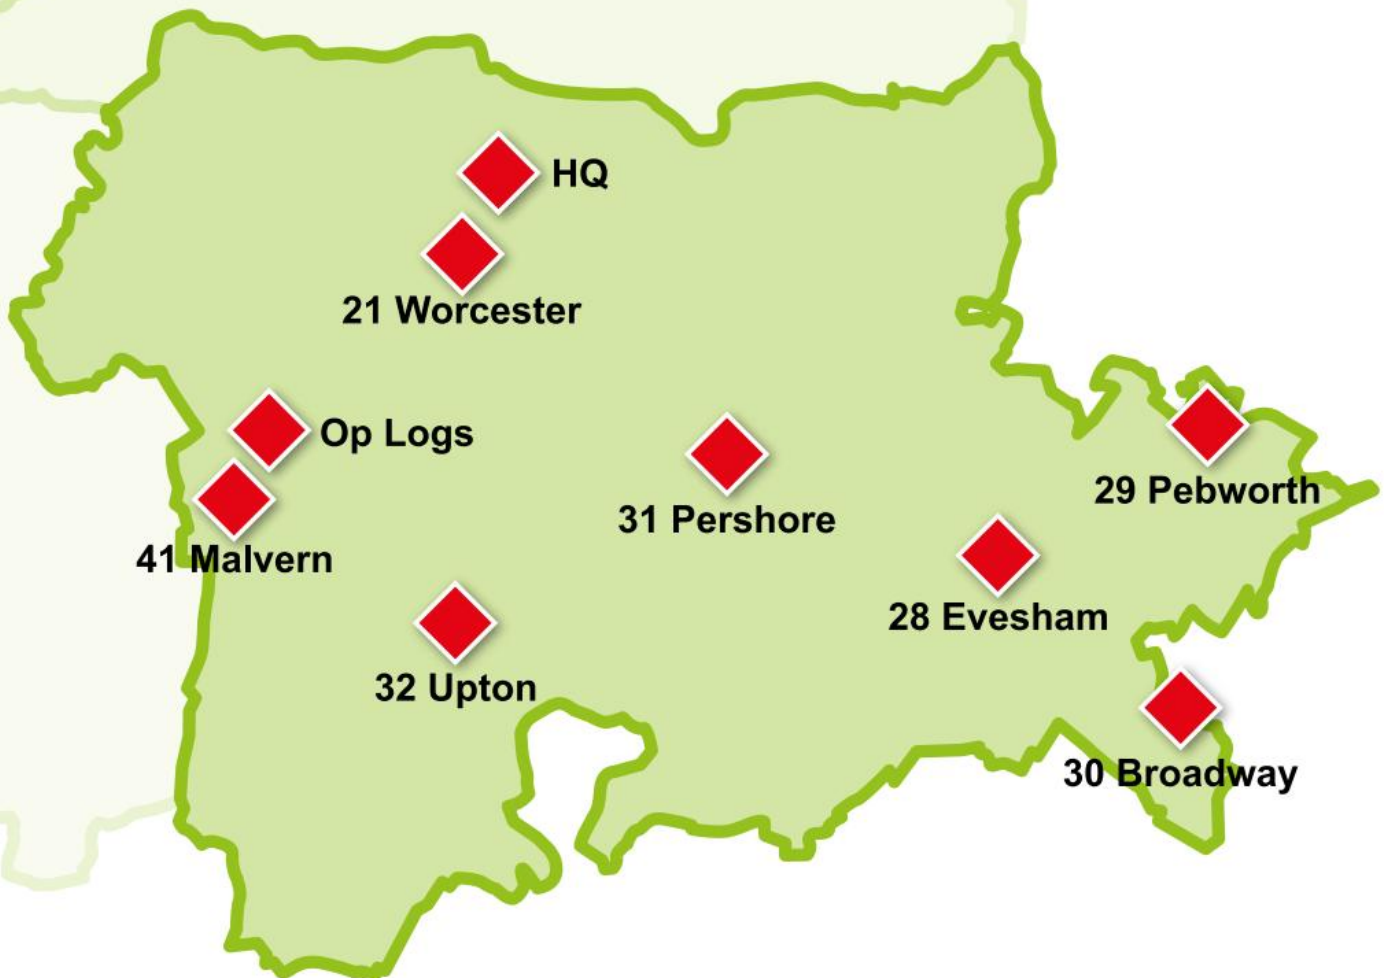 HQ
21 Worcester
Op Logs
29 Pebworth
31 Pershore
41 Malvern
28 Evesham
32 Upton
30 Broadway